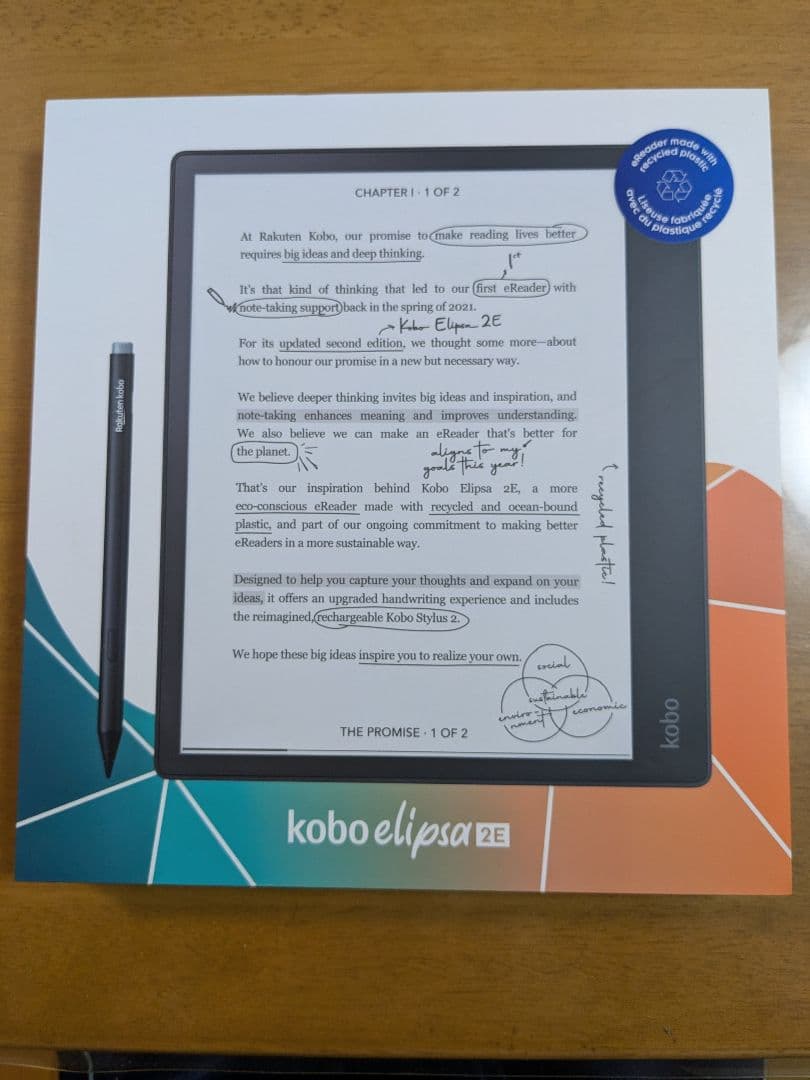 eReader made with
recycled plastic
Liseuse fabriquée
avec du plastique recyclé
CHAPTER I · 1 OF 2
At Rakuten Kobo, our promise to make reading lives better
requires big ideas and deep thinking.
1st
It's that kind of thinking that led to our first eReader with
note-taking support back in the spring of 2021.
Kobo Elipsa 2E
For its updated second edition, we thought some more—about
how to honour our promise in a new but necessary way.
We believe deeper thinking invites big ideas and inspiration, and
note-taking enhances meaning and improves understanding.
We also believe we can make an eReader that's better for
the planet.
aligns to my
goals this year!
That's our inspiration behind Kobo Elipsa 2E, a more
eco-conscious eReader made with recycled and ocean-bound
plastic, and part of our ongoing commitment to making better
eReaders in a more sustainable way.
recycled plastic!
Designed to help you capture your thoughts and expand on your
ideas, it offers an upgraded handwriting experience and includes
the reimagined, rechargeable Kobo Stylus 2.
We hope these big ideas inspire you to realize your own.
social
sustainable
enviro-
nment
economic
THE PROMISE · 1 OF 2
Rakuten kobo
kobo
kobo elipsa 2E